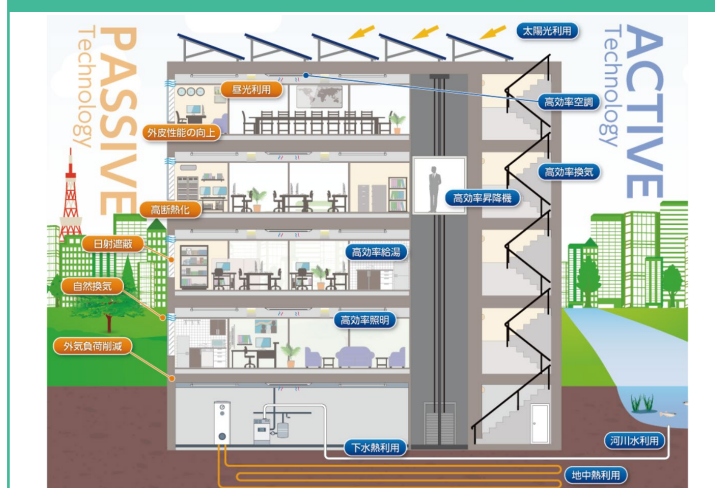 PASSIVE
Technology
ACTIVE
Technology
太陽光利用
昼光利用
高効率空調
外皮性能の向上
高効率換気
高効率昇降機
高断熱化
日射遮蔽
高効率給湯
自然換気
高効率照明
外気負荷削減
下水熱利用
河川水利用
地中熱利用